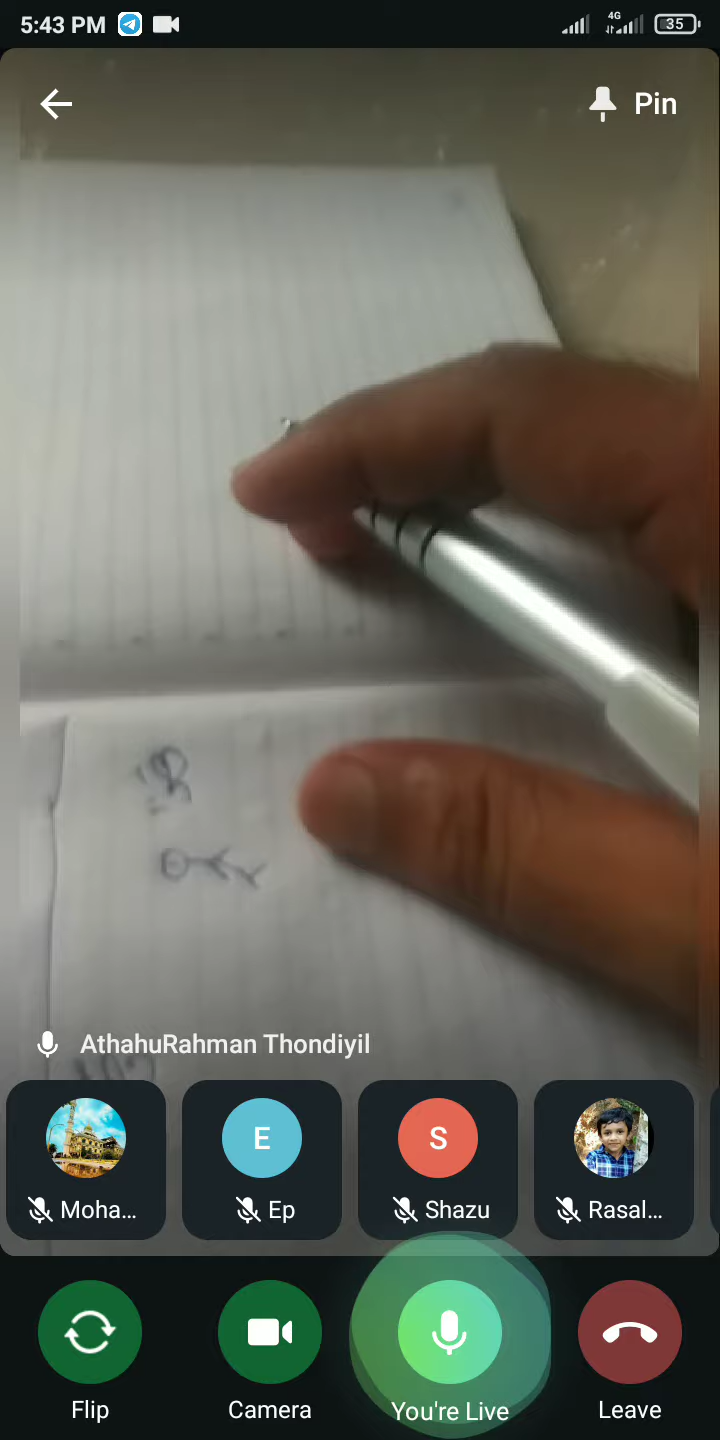 5:43 PM
4G
35
Pin
AthahuRahman Thondiyil
E
S
Moha...
Ep
Shazu
Rasal...
Flip
Camera
You're Live
Leave